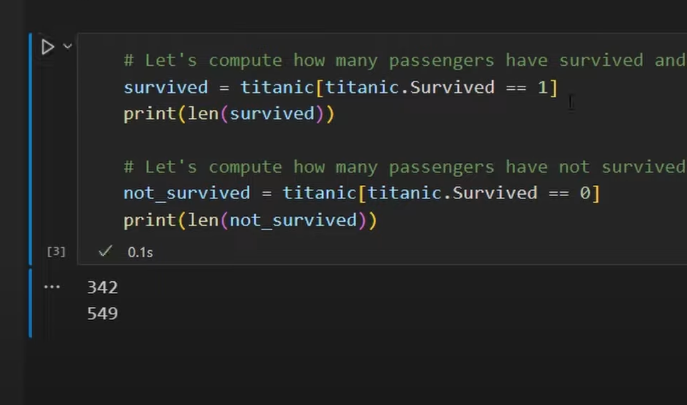 # Let's compute how many passengers have survived and
survived = titanic[titanic.Survived == 1]
print(len(survived))
# Let's compute how many passengers have not survived
not_survived = titanic[titanic.Survived == 0]
print(len(not_survived))
[3] ✓ 0.1s
... 342
549